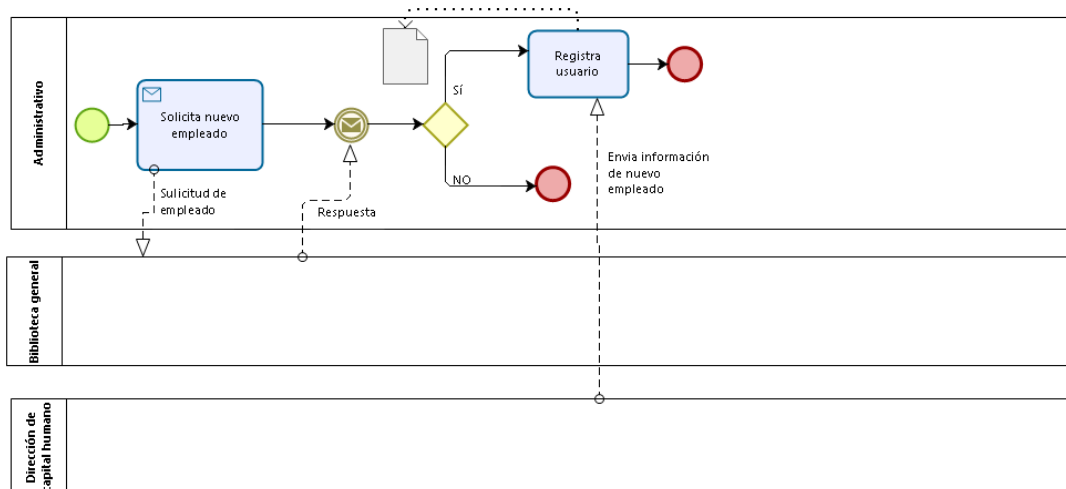 Administrativo
Solicita nuevo
empleado
Sulicitud de
empleado
Respuesta
Sí
NO
Registra
usuario
Envia información
de nuevo
empleado
Biblioteca general
Dirección de
capital humano